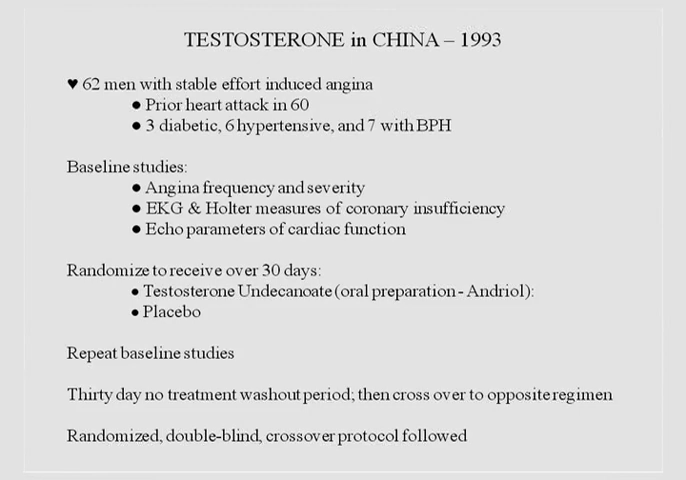 TESTOSTERONE in CHINA – 1993
♥ 62 men with stable effort induced angina
● Prior heart attack in 60
● 3 diabetic, 6 hypertensive, and 7 with BPH
Baseline studies:
● Angina frequency and severity
● EKG & Holter measures of coronary insufficiency
● Echo parameters of cardiac function
Randomize to receive over 30 days:
● Testosterone Undecanoate (oral preparation - Andriol):
● Placebo
Repeat baseline studies
Thirty day no treatment washout period; then cross over to opposite regimen
Randomized, double-blind, crossover protocol followed